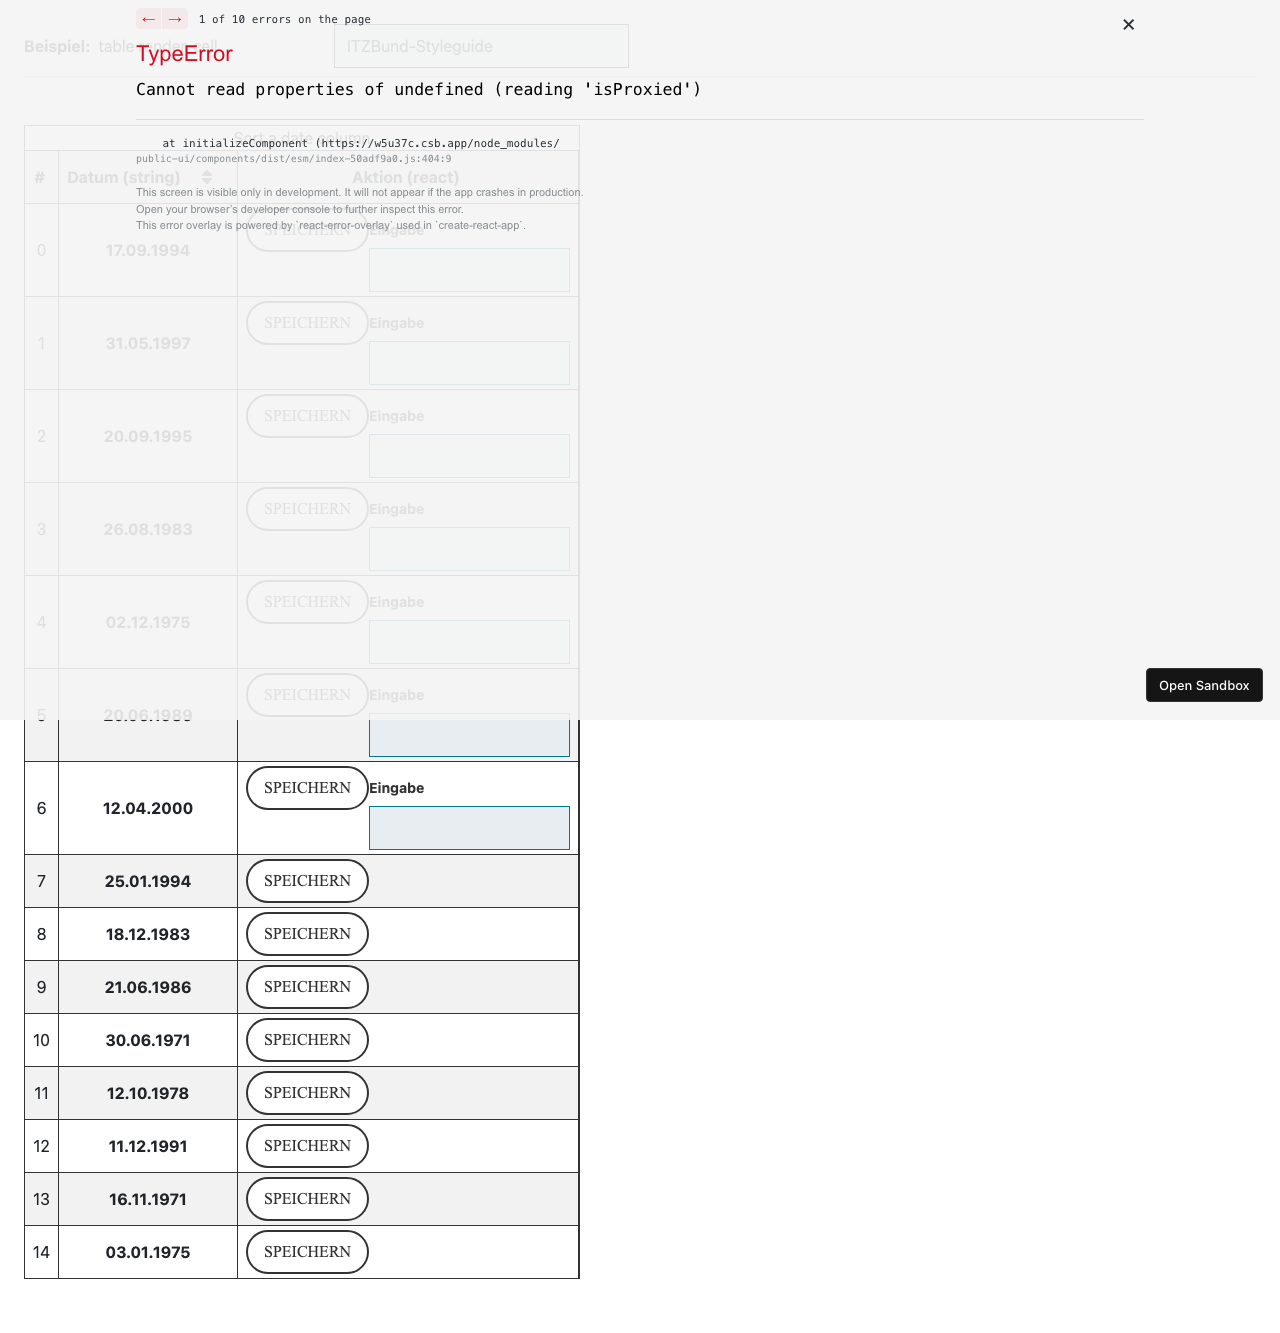 ← → 1 of 10 errors on the page
✕
Beispiel: table render cell
ITZBund-Styleguide
TypeError
Cannot read properties of undefined (reading 'isProxied')
Sort a date column
at initializeComponent (https://w5u37c.csb.app/node_modules/
public-ui/components/dist/esm/index-50adf9a0.js:404:9
# Datum (string) Aktion (react)
This screen is visible only in development. It will not appear if the app crashes in production.
Open your browser’s developer console to further inspect this error.
This error overlay is powered by `react-error-overlay` used in `create-react-app`.
0 17.09.1994 SPEICHERN Eingabe
1 31.05.1997 SPEICHERN Eingabe
2 20.09.1995 SPEICHERN Eingabe
3 26.08.1983 SPEICHERN Eingabe
4 02.12.1975 SPEICHERN Eingabe
Open Sandbox
5 20.06.1989 SPEICHERN Eingabe
6 12.04.2000 SPEICHERN Eingabe
7 25.01.1994 SPEICHERN
8 18.12.1983 SPEICHERN
9 21.06.1986 SPEICHERN
10 30.06.1971 SPEICHERN
11 12.10.1978 SPEICHERN
12 11.12.1991 SPEICHERN
13 16.11.1971 SPEICHERN
14 03.01.1975 SPEICHERN